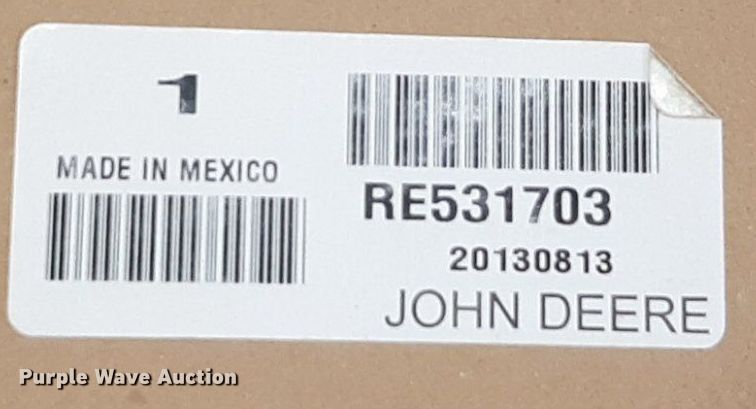 1
MADE IN MEXICO
RE531703
20130813
JOHN DEERE
Purple Wave Auction